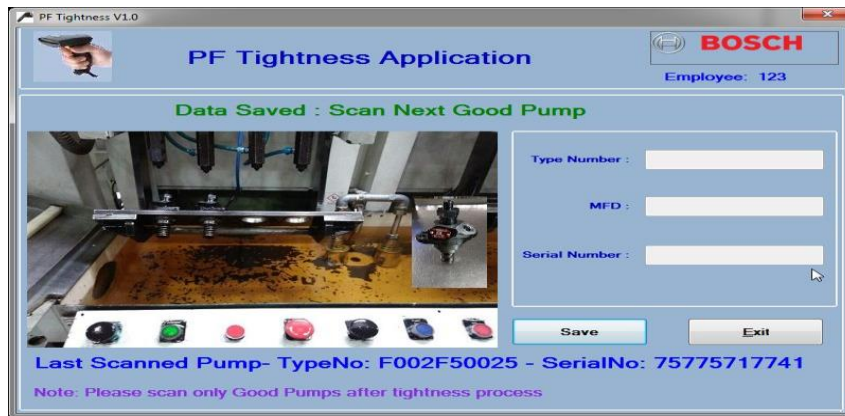 PF Tightness V1.0
PF Tightness Application
BOSCH
Employee: 123
Data Saved : Scan Next Good Pump
Type Number :
MFD :
Serial Number :
Save
Exit
Last Scanned Pump- TypeNo: F002F50025 - SerialNo: 75775717741
Note: Please scan only Good Pumps after tightness process